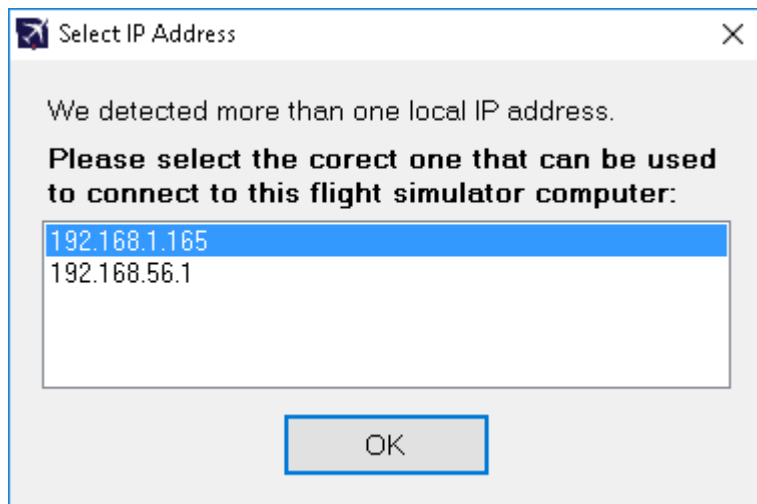 Select IP Address
We detected more than one local IP address.
Please select the corect one that can be used
to connect to this flight simulator computer:
192.168.1.165
192.168.56.1
OK